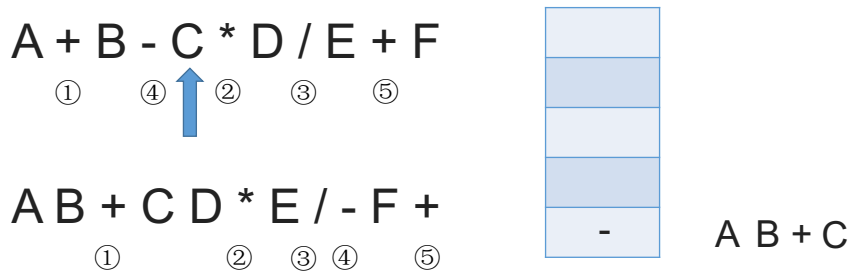 A + B - C * D / E + F
① ④ ② ③ ⑤
A B + C D * E / - F +
① ② ③ ④ ⑤
-
A B + C